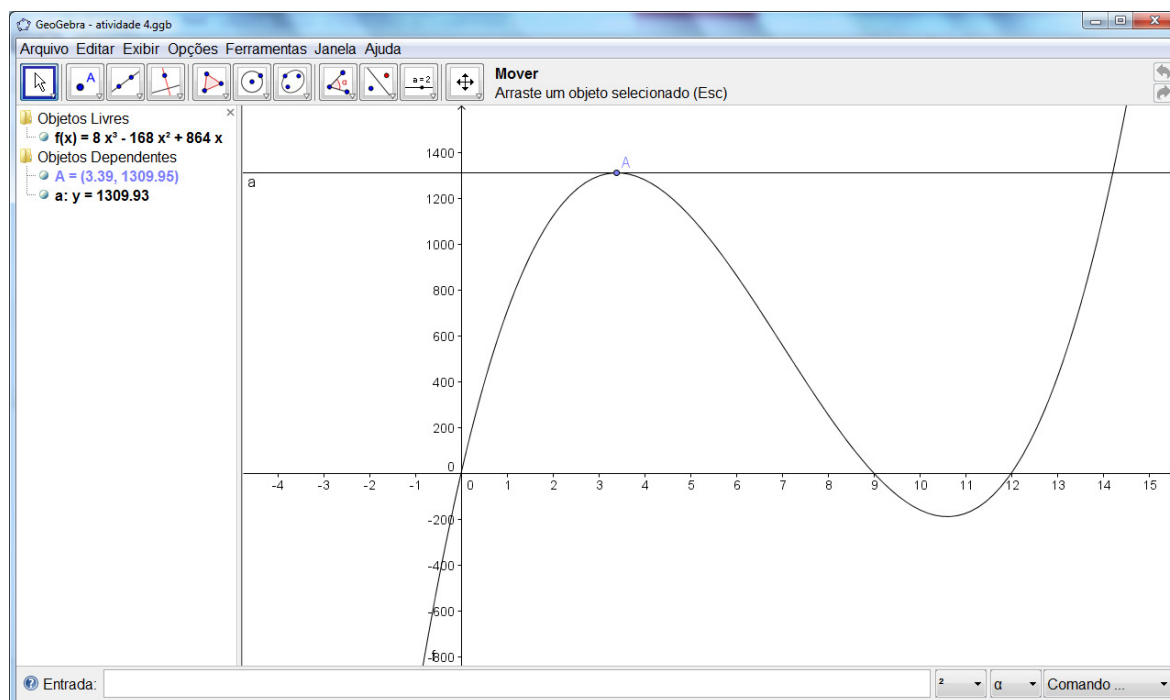 GeoGebra - atividade 4.ggb
Arquivo Editar Exibir Opções Ferramentas Janela Ajuda
A
α
a = 2
Mover
Arraste um objeto selecionado (Esc)
Objetos Livres
f(x) = 8 x³ - 168 x² + 864 x
Objetos Dependentes
A = (3.39, 1309.95)
a: y = 1309.93
a
A
1400
1200
1000
800
600
400
200
0
-4 -3 -2 -1 0 1 2 3 4 5 6 7 8 9 10 11 12 13 14 15
-200
-400
-600
-800
f
Entrada:
²
α
Comando ...